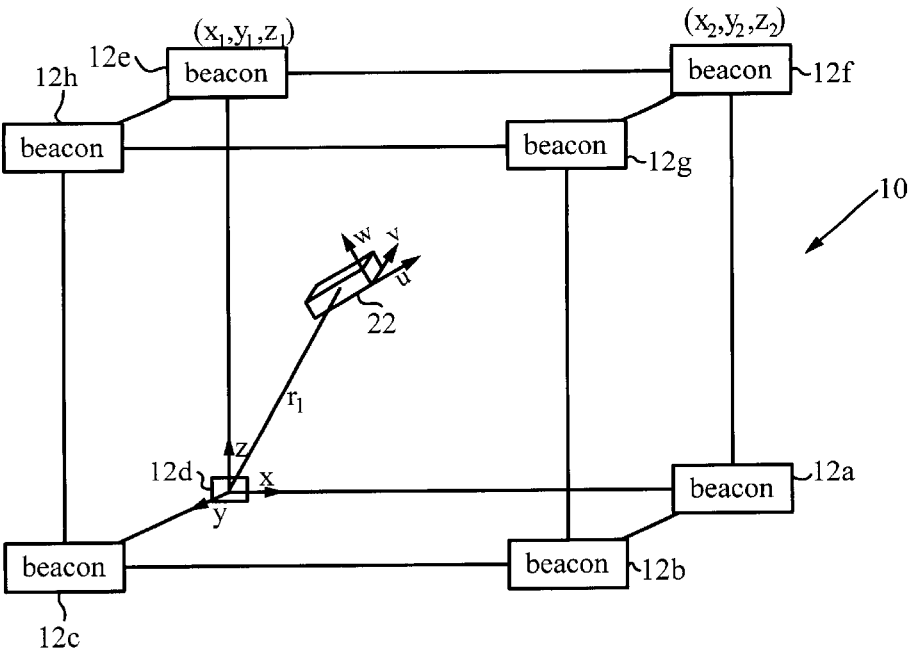 (x₁,y₁,z₁)
(x₂,y₂,z₂)
12e
beacon
beacon
12f
12h
beacon
beacon
12g
10
w
v
u
22
r₁
z
12d
x
y
beacon
12a
beacon
beacon
12b
12c